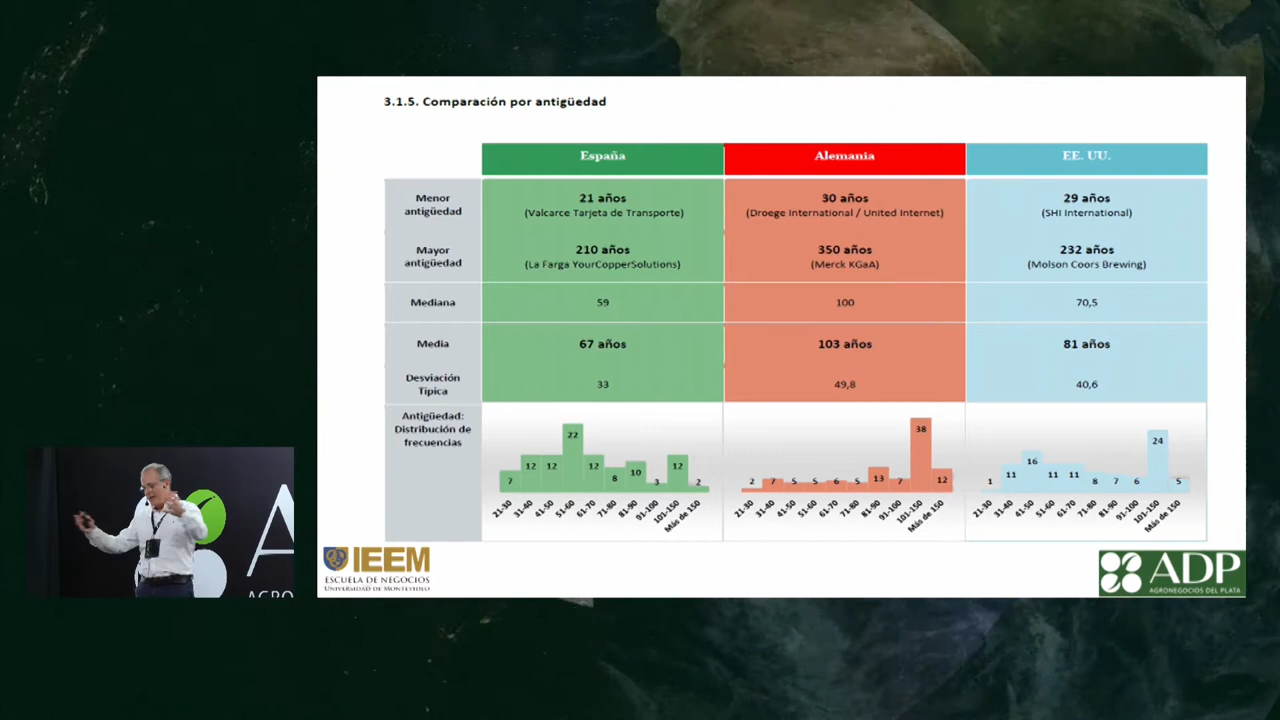 3.1.5. Comparación por antigüedad
España
Alemania
EE. UU.
Menor
antigüedad
21 años
(Valcarce Tarjeta de Transporte)
30 años
(Droege International / United Internet)
29 años
(SHI International)
Mayor
antigüedad
210 años
(La Farga YourCopperSolutions)
350 años
(Merck KGaA)
232 años
(Molson Coors Brewing)
Mediana
59
100
70,5
Media
67 años
103 años
81 años
Desviación
Tipica
33
49,8
40,6
Antigüedad:
Distribución de
frecuencias
7 12 12 22 12 8 10 3 12 2
21-30 31-40 41-50 51-60 61-70 71-80 81-90 91-100 101-150 Más de 150
2 7 5 5 6 5 13 7 38 12
21-30 31-40 41-50 51-60 61-70 71-80 81-90 91-100 101-150 Más de 150
1 11 16 11 11 8 7 6 24 5
21-30 31-40 41-50 51-60 61-70 71-80 81-90 91-100 101-150 Más de 150
IEEM
ESCUELA DE NEGOCIOS
UNIVERSIDAD DE MONTEVIDEO
ADP
AGRONEGOCIOS DEL PLATA
A
AGRO